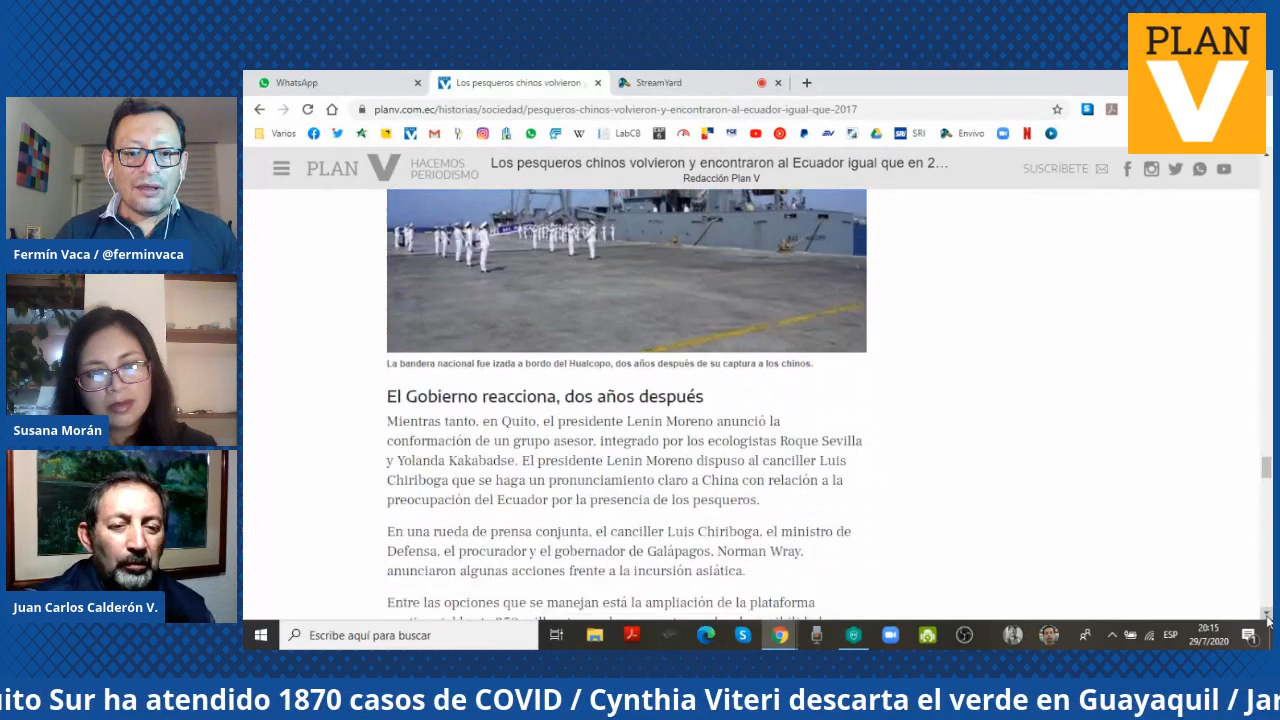 PLAN
V
WhatsApp
Los pesqueros chinos volvieron
StreamYard
planv.com.ec/historias/sociedad/pesqueros-chinos-volvieron-y-encontraron-al-ecuador-igual-que-2017
Varios
LabCB
SRI
Envivo
PLAN V
HACEMOS
PERIODISMO
Los pesqueros chinos volvieron y encontraron al Ecuador igual que en 2...
Redacción Plan V
SUSCRÍBETE
La bandera nacional fue izada a bordo del Hualcopo, dos años después de su captura a los chinos.
El Gobierno reacciona, dos años después
Mientras tanto, en Quito, el presidente Lenin Moreno anunció la
conformación de un grupo asesor, integrado por los ecologistas Roque Sevilla
y Yolanda Kakabadse. El presidente Lenin Moreno dispuso al canciller Luis
Chiriboga que se haga un pronunciamiento claro a China con relación a la
preocupación del Ecuador por la presencia de los pesqueros.
En una rueda de prensa conjunta, el canciller Luis Chiriboga, el ministro de
Defensa, el procurador y el gobernador de Galápagos, Norman Wray,
anunciaron algunas acciones frente a la incursión asiática.
Entre las opciones que se manejan está la ampliación de la plataforma
Fermín Vaca / @ferminvaca
Susana Morán
Juan Carlos Calderón V.
Escribe aquí para buscar
ESP
20:15
29/7/2020
uito Sur ha atendido 1870 casos de COVID / Cynthia Viteri descarta el verde en Guayaquil / Jar